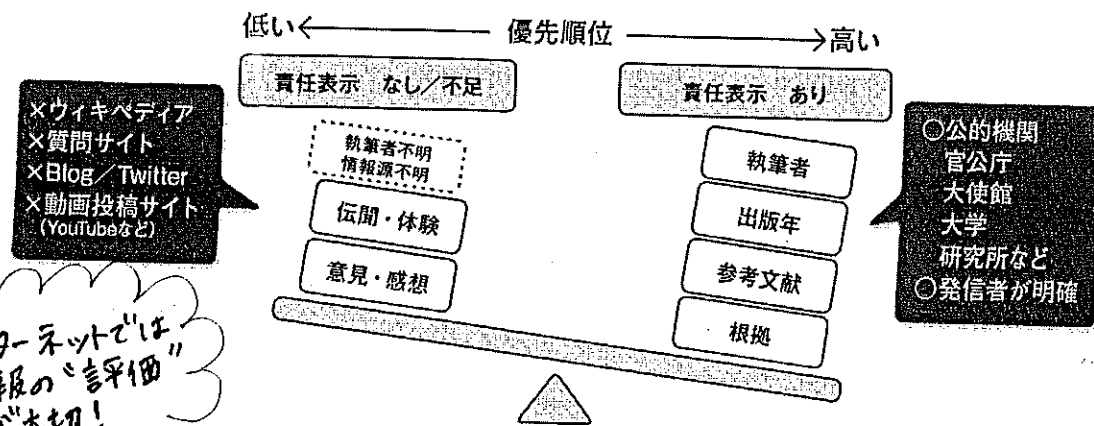 低い← 優先順位 →高い
責任表示 なし/不足
責任表示 あり
×ウィキペディア
×質問サイト
×Blog/Twitter
×動画投稿サイト
(YouTubeなど)
執筆者不明
情報源不明
伝聞・体験
意見・感想
執筆者
出版年
参考文献
根拠
○公的機関
官公庁
大使館
大学
研究所など
○発信者が明確
ターネットでは
報の“評価”
が大切!